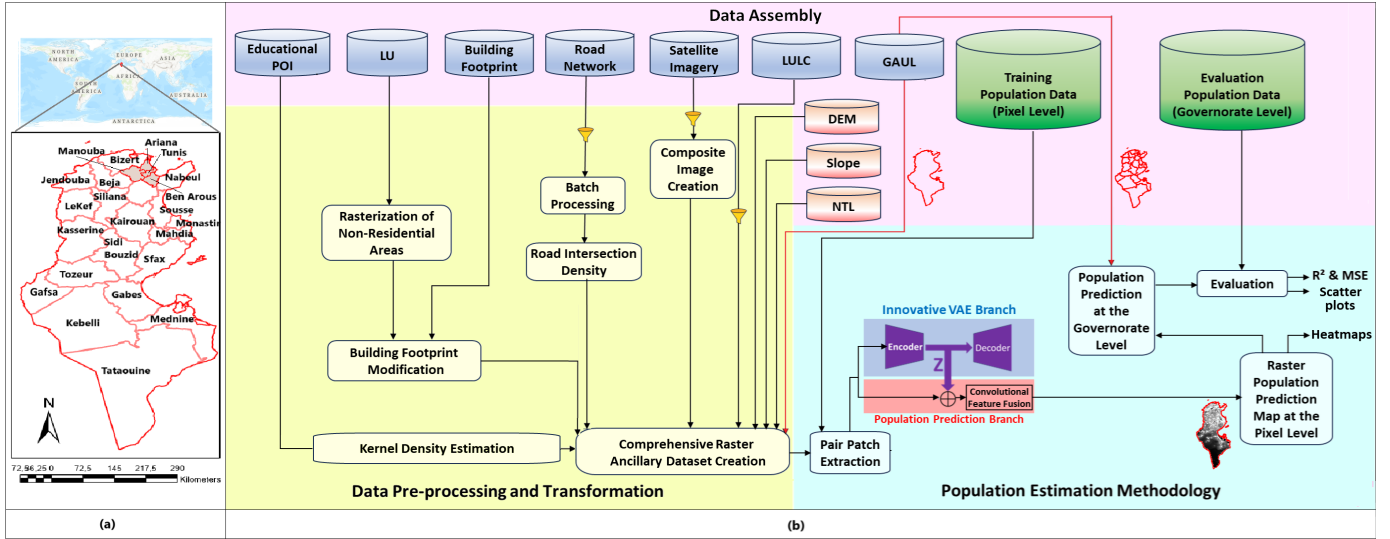 NORTH
AMERICA
EUROPE
ASIA
AFRICA
SOUTH
AMERICA
AUSTRALIA
ANTARCTICA
Ariana
Manouba
Tunis
Bizert
Nabeul
Jendouba
Beja
Ben Arous
Siliana
LeKef
Sousse
Kairouan
Monastir
Kasserine
Mahdia
Sidi
Bouzid
Sfax
Tozeur
Gafsa
Gabes
Kebelli
Mednine
Tataouine
N
72,5
36,25
0
72,5
145
217,5
290
Kilometers
(a)
Data Assembly
Educational
POI
LU
Building
Footprint
Road
Network
Satellite
Imagery
LULC
GAUL
Training
Population Data
(Pixel Level)
Evaluation
Population Data
(Governorate Level)
DEM
Slope
NTL
Composite
Image
Creation
Batch
Processing
Rasterization of
Non-Residential
Areas
Road Intersection
Density
Building Footprint
Modification
Kernel Density Estimation
Comprehensive Raster
Ancillary Dataset Creation
Data Pre-processing and Transformation
Pair Patch
Extraction
Innovative VAE Branch
Encoder
Decoder
Z
Convolutional
Feature Fusion
Population Prediction Branch
Population
Prediction
at the
Governorate
Level
Evaluation
R² & MSE
Scatter
plots
Heatmaps
Raster
Population
Prediction
Map at the
Pixel Level
Population Estimation Methodology
(b)